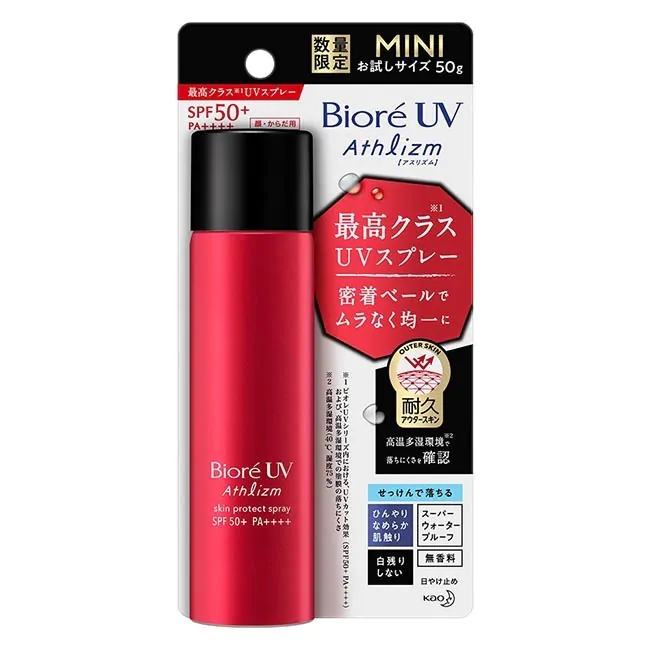 数量
限定
MINI
お試しサイズ 50g
最高クラス※1UVスプレー
SPF50+
PA++++
顔・からだ用
Bioré UV
Athlizm
【アスリズム】
※1
最高クラス
UVスプレー
密着ベールで
ムラなく均一に
OUTER SKIN
耐久
アウタースキン
高温多湿環境で※2
落ちにくさを確認
※1 ビオレUVシリーズ内における、UVカット効果(SPF50+ PA++++)
および、高温多湿環境での塗膜の落ちにくさ
※2 高温多湿環境(40℃、湿度75%)
Bioré UV
Athlizm
skin protect spray
SPF 50+ PA++++
せっけんで落ちる
ひんやり
なめらか
肌触り
スーパー
ウォーター
プルーフ
白残り
しない
無香料
日やけ止め
Kao